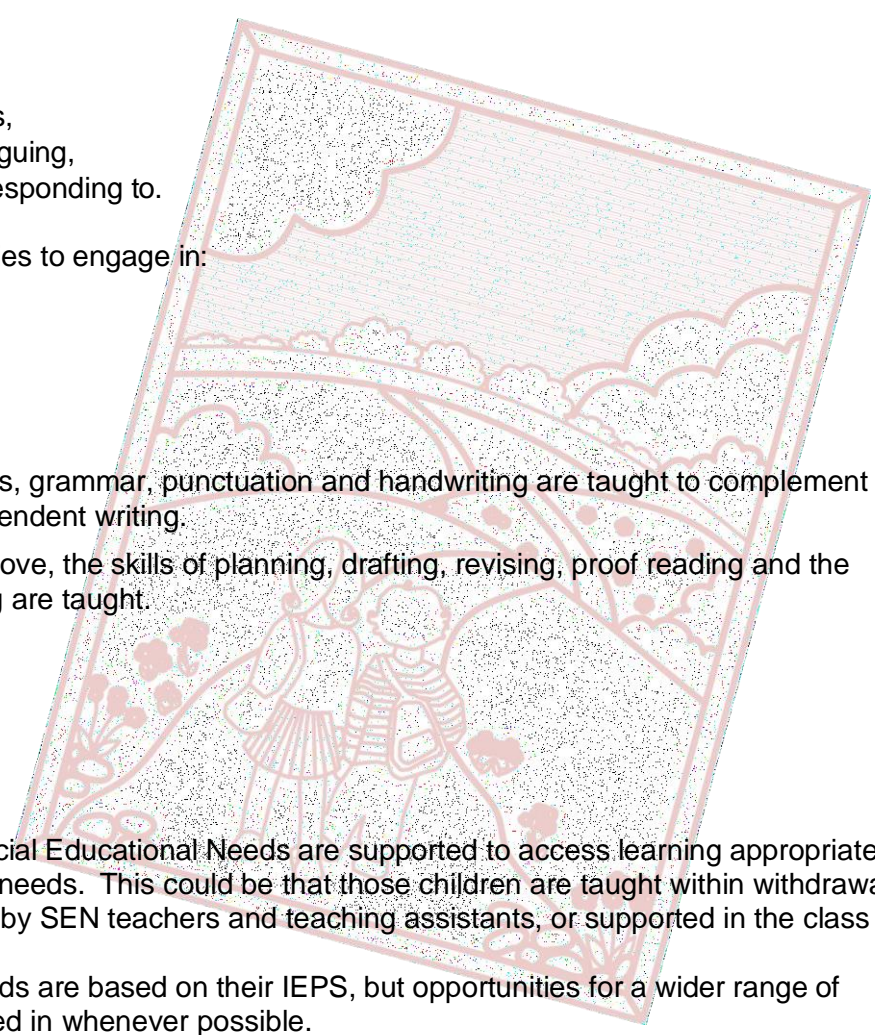 s,
guing,
esponding to.
es to engage in:
s, grammar, punctuation and handwriting are taught to complement
endent writing.
ove, the skills of planning, drafting, revising, proof reading and the
g are taught.
cial Educational Needs are supported to access learning appropriate
needs.  This could be that those children are taught within withdrawa
by SEN teachers and teaching assistants, or supported in the class
ds are based on their IEPS, but opportunities for a wider range of
ed in whenever possible.